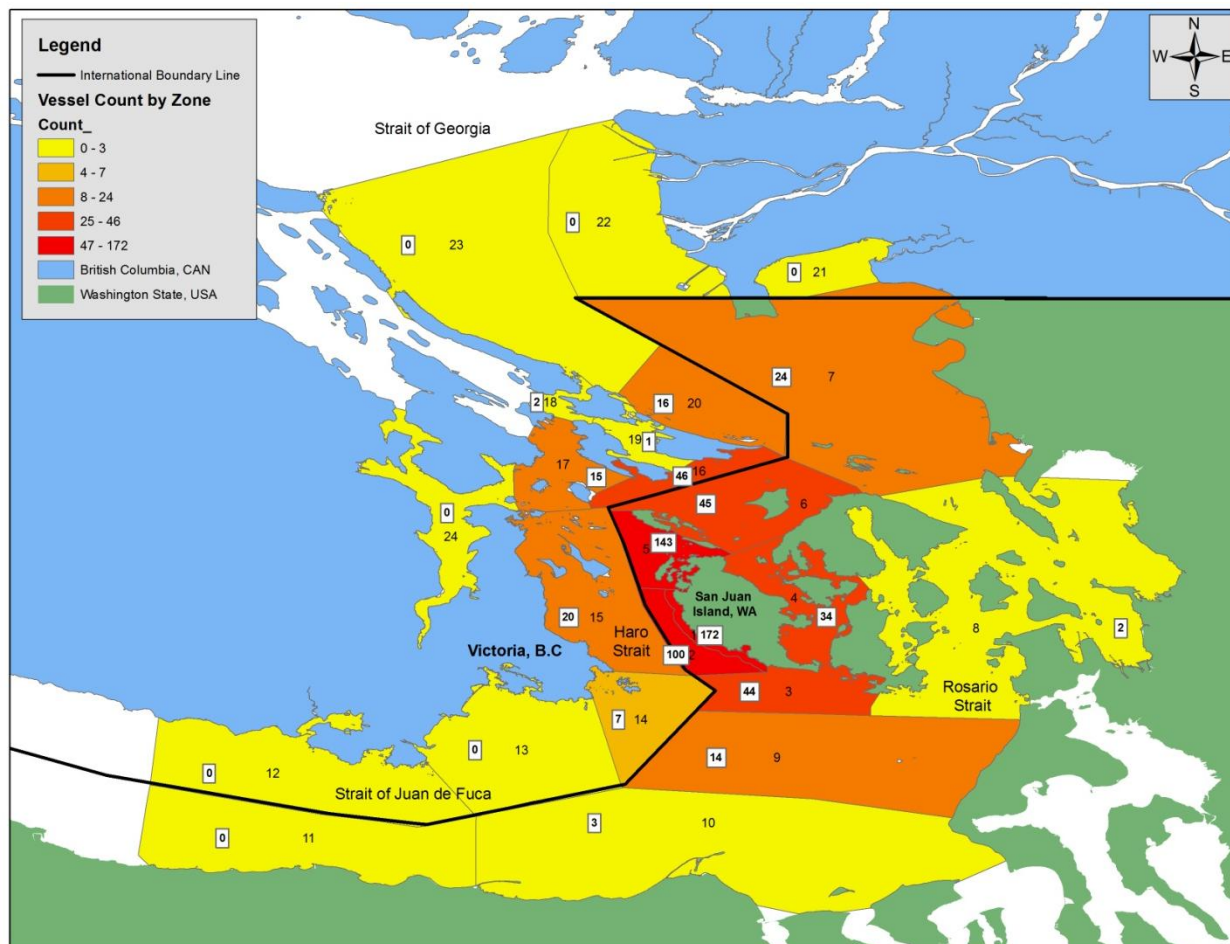 Legend
International Boundary Line
Vessel Count by Zone
Count_
0 - 3
4 - 7
8 - 24
25 - 46
47 - 172
British Columbia, CAN
Washington State, USA
N
W E
S
Strait of Georgia
0 23
0 22
0 21
24 7
2 18
16 20
19 1
17 15
46 16
45 6
0
24
5 143
San Juan
Island, WA
4
34
20 15
Haro
Strait
1 172
Victoria, B.C
100 2
8 2
44 3
Rosario
Strait
7 14
0 13
14 9
0 12
Strait of Juan de Fuca
0 11
3 10